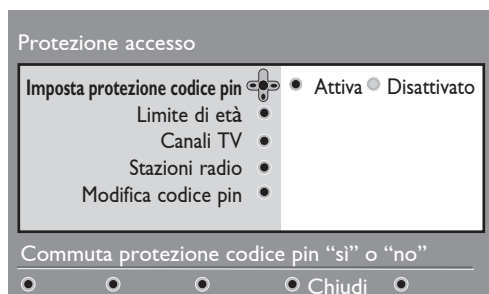 Protezione accesso
Imposta protezione codice pin Attiva Disattivato
Limite di età
Canali TV
Stazioni radio
Modifica codice pin
Commuta protezione codice pin “sì” o “no”
Chiudi